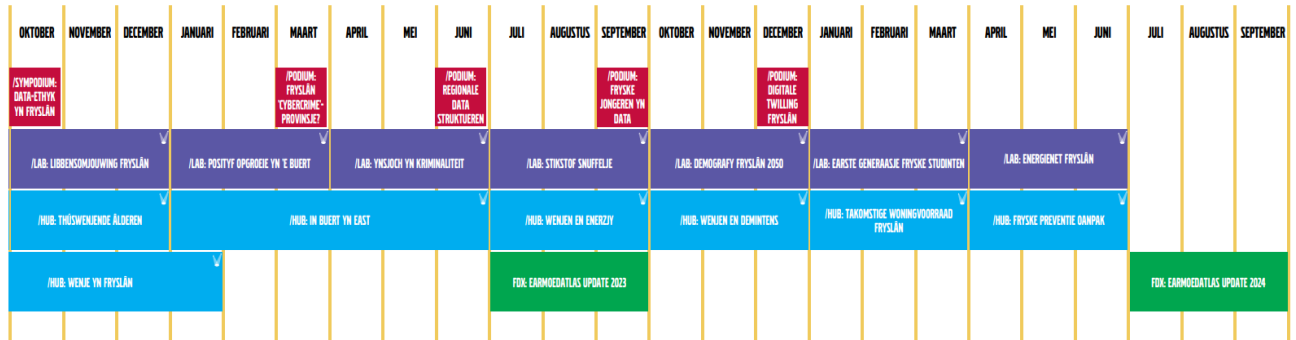 OKTOBER NOVEMBER DECEMBER JANUARI FEBRUARI MAART APRIL MEI JUNI JULI AUGUSTUS SEPTEMBER OKTOBER NOVEMBER DECEMBER JANUARI FEBRUARI MAART APRIL MEI JUNI JULI AUGUSTUS SEPTEMBER
/SYMPODIUM:
DATA-ETHYK
YN FRYSLÂN
/PODIUM:
FRYSLÂN
'CYBERCRIME'-
PROVINSJE?
/PODIUM:
REGIONALE
DATA
STRUKTUEREN
/PODIUM:
FRYSKE
JONGEREN YN
DATA
/PODIUM:
DIGITALE
TWILLING
FRYSLÂN
/LAB: LIBBENSOMJOUWING FRYSLÂN
/LAB: POSITYF OPGROEIE YN 'E BUERT
/LAB: YNSJOCH YN KRIMINALITEIT
/LAB: STIKSTOF SNUFFELJE
/LAB: DEMOGRAFY FRYSLÂN 2050
/LAB: EARSTE GENERAASJE FRYSKE STUDINTEN
/LAB: ENERGIENET FRYSLÂN
/HUB: THÚSWENJENDE ÂLDEREN
/HUB: IN BUERT YN EAST
/HUB: WENJEN EN ENERZJY
/HUB: WENJEN EN DEMINTENS
/HUB: TAKOMSTIGE WONINGVOORRAAD
FRYSLÂN
/HUB: FRYSKE PREVENTIE OANPAK
/HUB: WENJE YN FRYSLÂN
FDX: EARMOEDATLAS UPDATE 2023
FDX: EARMOEDATLAS UPDATE 2024